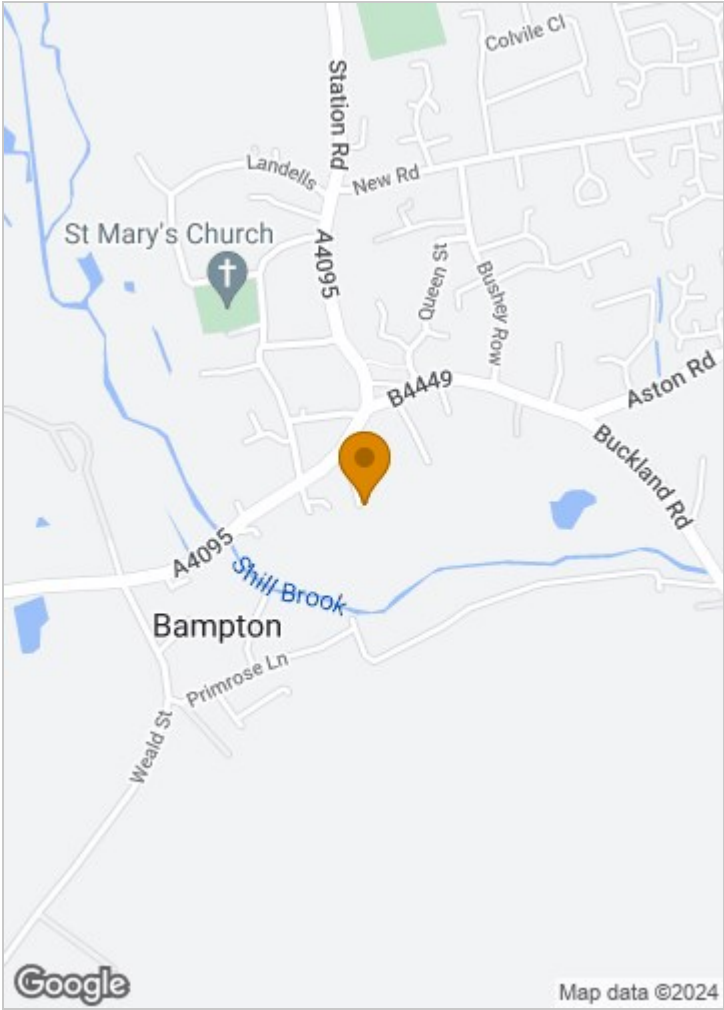 Colvile Cl
Station Rd
Landells
New Rd
St Mary's Church
A4095
Queen St
Bushey Row
B4449
Aston Rd
Buckland Rd
A4095
Shill Brook
Bampton
Primrose Ln
Weald St
Google
Map data ©2024